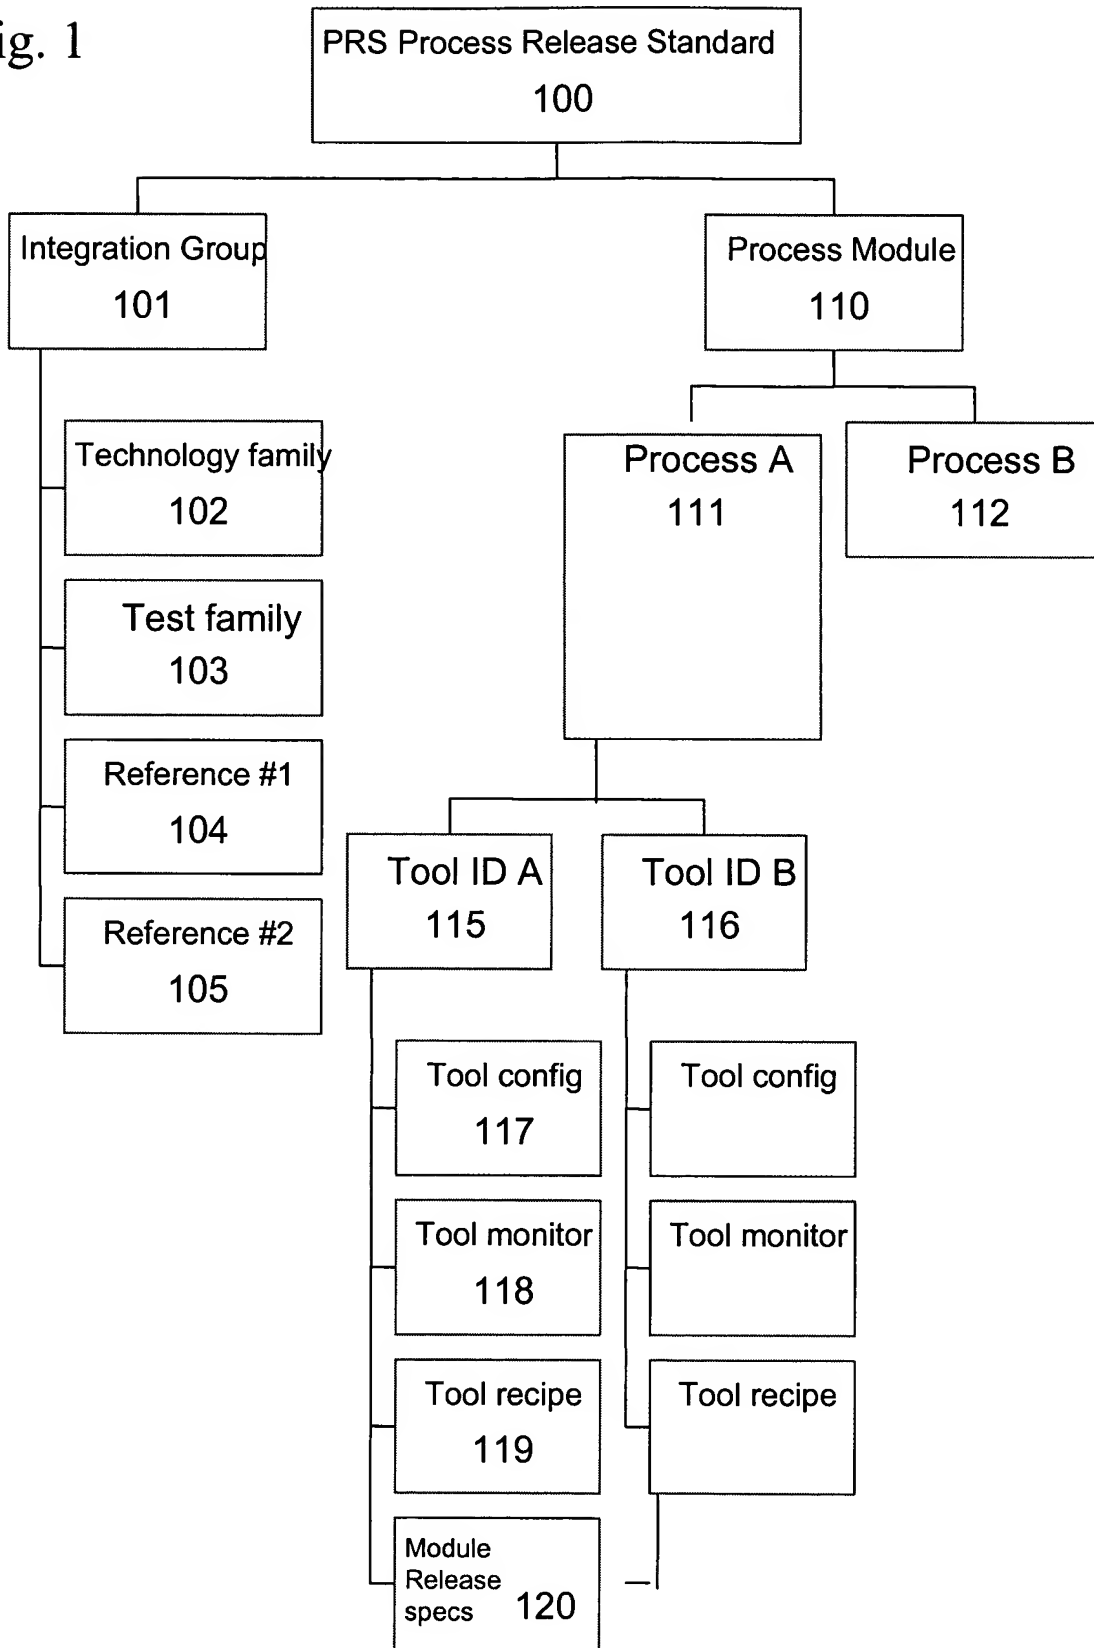 ig. 1
PRS Process Release Standard
100
Integration Group
101
Process Module
110
Technology family
102
Test family
103
Reference #1
104
Reference #2
105
Process A
111
Process B
112
Tool ID A
115
Tool ID B
116
Tool config
117
Tool monitor
118
Tool recipe
119
Module
Release
specs 120
Tool config
Tool monitor
Tool recipe